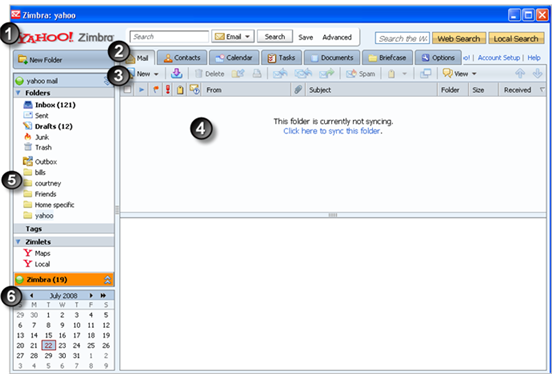 Zimbra: yahoo
1
YAHOO! Zimbra
Search
Email
Search
Save
Advanced
Search the W
Web Search
Local Search
New Folder
2
Mail
Contacts
Calendar
Tasks
Documents
Briefcase
Options
o! | Account Setup | Help
3
New
Delete
Spam
View
From
Subject
Folder
Size
Received
yahoo mail
Folders
Inbox (121)
Sent
Drafts (12)
Junk
Trash
Outbox
bills
5
courtney
Friends
Home specific
yahoo
Tags
Zimlets
Maps
Local
Zimbra (19)
4
This folder is currently not syncing.
Click here to sync this folder.
6
July 2008
M T W T F S
29 30 1 2 3 4 5
6 7 8 9 10 11 12
13 14 15 16 17 18 19
20 21 22 23 24 25 26
27 28 29 30 31 1 2
3 4 5 6 7 8 9